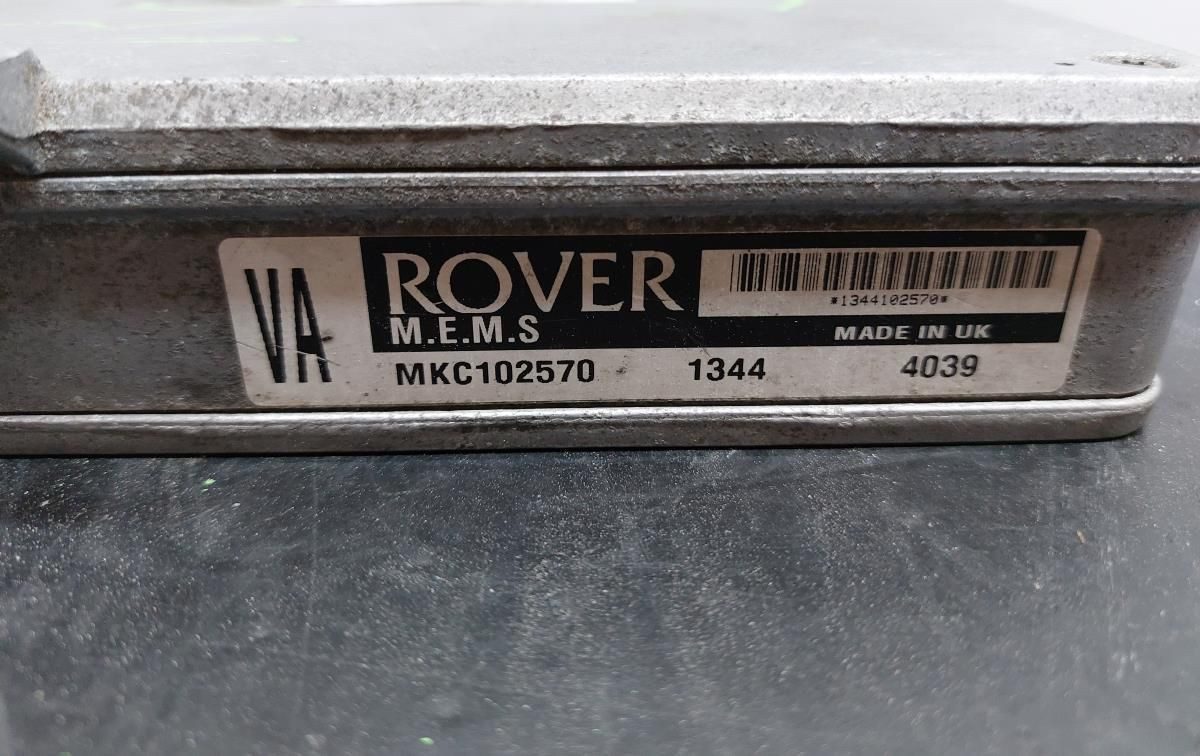 VA
ROVER
M.E.M.S
*1344102570*
MADE IN UK
MKC102570 1344 4039